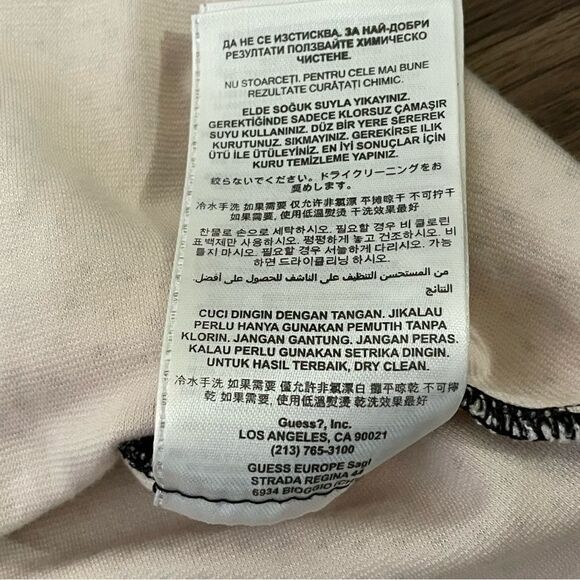 ДА НЕ СЕ ИЗСТИСКВА. ЗА НАЙ-ДОБРИ
РЕЗУЛТАТИ ПОЛЗВАЙТЕ ХИМИЧЕСКО
ЧИСТЕНЕ.
NU STOARCEȚI. PENTRU CELE MAI BUNE
REZULTATE CURĂȚAȚI CHIMIC.
ELDE SOĞUK SUYLA YIKAYINIZ.
GEREKTİĞİNDE SADECE KLORSUZ ÇAMAŞIR
SUYU KULLANINIZ. DÜZ BİR YERE SEREREK
KURUTUNUZ. SIKMAYINIZ. GEREKİRSE ILIK
ÜTÜ İLE ÜTÜLEYİNİZ. EN İYİ SONUÇLAR İÇİN
KURU TEMİZLEME YAPINIZ.
絞らないでください。ドライクリーニングをお
奨めします。
冷水手洗 如果需要 仅允许非氯漂 平摊晾干 不可拧干
如果需要, 使用低温熨烫 干洗效果最好
찬물로 손으로 세탁하십시오. 필요할 경우 비 클로린
표백제만 사용하십시오. 평평하게 놓고 건조하십시오. 비
틀지 마십시오. 필요할 경우 서늘하게 다리십시오. 가능
하면 드라이클리닝 하십시오.
من المستحسن التنظيف على الناشف للحصول على أفضل.
النتائج
CUCI DINGIN DENGAN TANGAN. JIKALAU
PERLU HANYA GUNAKAN PEMUTIH TANPA
KLORIN. JANGAN GANTUNG. JANGAN PERAS.
KALAU PERLU GUNAKAN SETRIKA DINGIN.
UNTUK HASIL TERBAIK, DRY CLEAN.
冷水手洗 如果需要 僅允許非氯漂白 攤平晾乾 不可擰
乾 如果需要, 使用低溫熨燙 乾洗效果最好
Guess?, Inc.
LOS ANGELES, CA 90021
(213) 765-3100
GUESS EUROPE Sagl
STRADA REGINA 44
6934 BIOGGIO